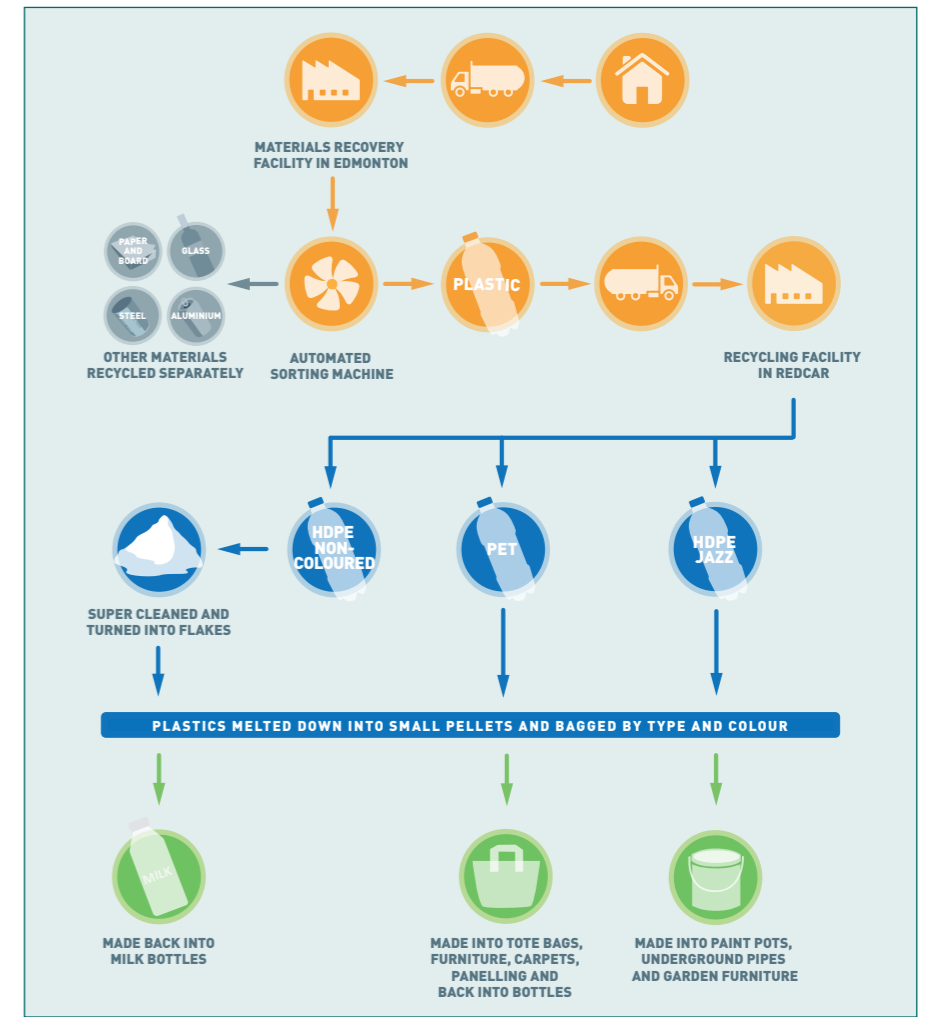 MATERIALS RECOVERY
FACILITY IN EDMONTON
PAPER
AND
BOARD
GLASS
STEEL
ALUMINIUM
OTHER MATERIALS
RECYCLED SEPARATELY
AUTOMATED
SORTING MACHINE
PLASTIC
RECYCLING FACILITY
IN REDCAR
HDPE
NON-
COLOURED
PET
HDPE
JAZZ
SUPER CLEANED AND
TURNED INTO FLAKES
PLASTICS MELTED DOWN INTO SMALL PELLETS AND BAGGED BY TYPE AND COLOUR
MILK
MADE BACK INTO
MILK BOTTLES
MADE INTO TOTE BAGS,
FURNITURE, CARPETS,
PANELLING AND
BACK INTO BOTTLES
MADE INTO PAINT POTS,
UNDERGROUND PIPES
AND GARDEN FURNITURE